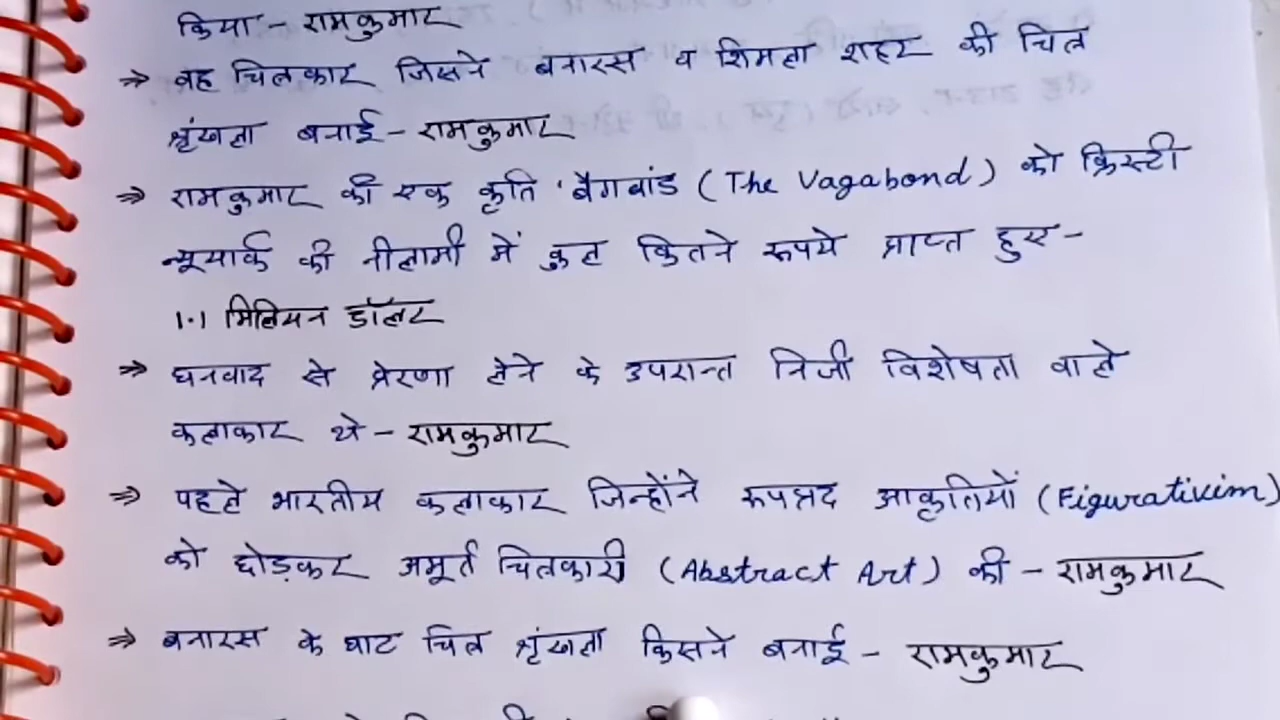 किया - रामकुमार
⇒ वह चित्रकार जिसने बनारस व शिमला शहर की चित्र
श्रृंखला बनाई - रामकुमार
⇒ रामकुमार की एक कृति 'बैगबांड (The Vagabond) को क्रिस्टी
न्यूयार्क की नीलामी में कुल कितने रूपये प्राप्त हुए -
1.1 मिलियन डॉलर
⇒ घनवाद से प्रेरणा लेने के उपरान्त निजी विशेषता वाले
कलाकार थे - रामकुमार
⇒ पहले भारतीय कलाकार जिन्होंने रूपप्रद आकृतियों (Figurativism)
को छोड़कर अमूर्त चित्रकारी (Abstract Art) की - रामकुमार
⇒ बनारस के घाट चित्र श्रृंखला किसने बनाई - रामकुमार